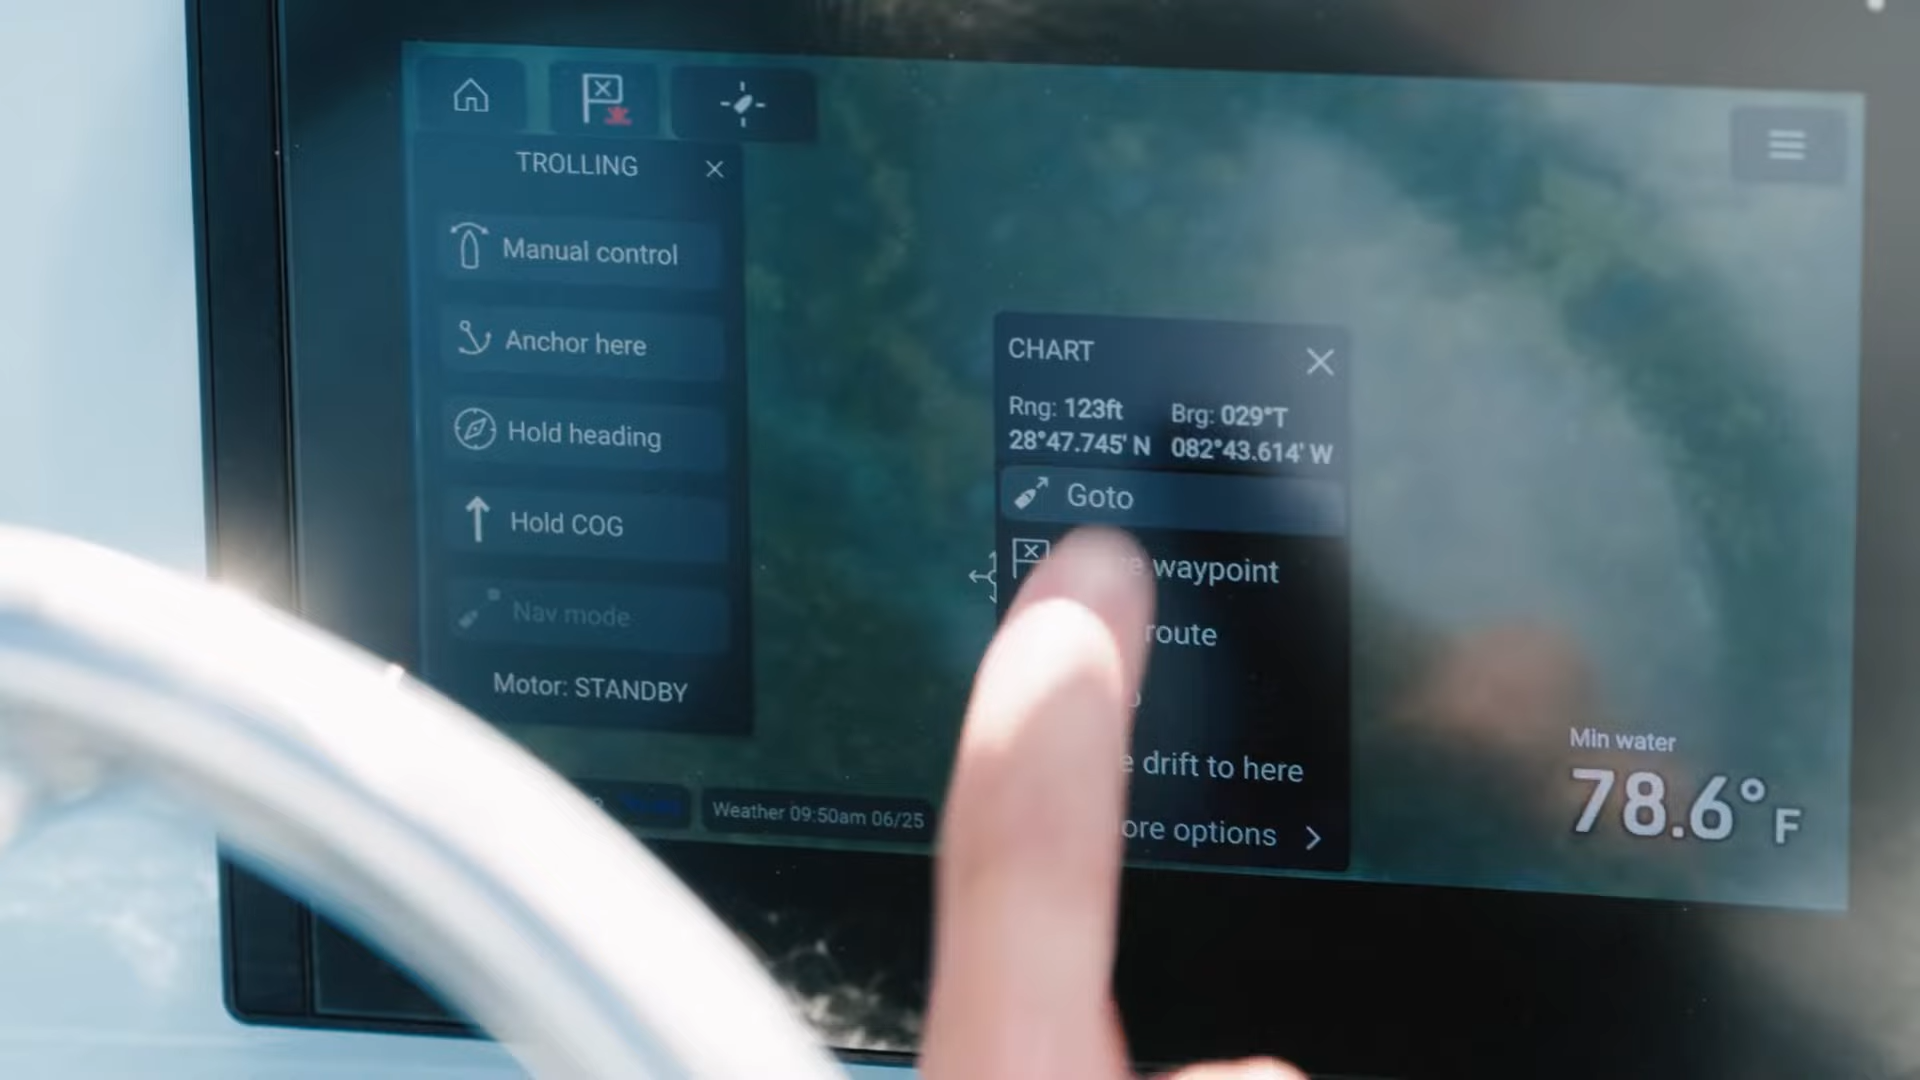 TROLLING
Manual control
Anchor here
Hold heading
Hold COG
Nav mode
Motor: STANDBY
CHART
Rng: 123ft Brg: 029°T
28°47.745' N 082°43.614' W
Goto
waypoint
route
drift to here
options
Weather 09:50am 06/25
Min water
78.6°F